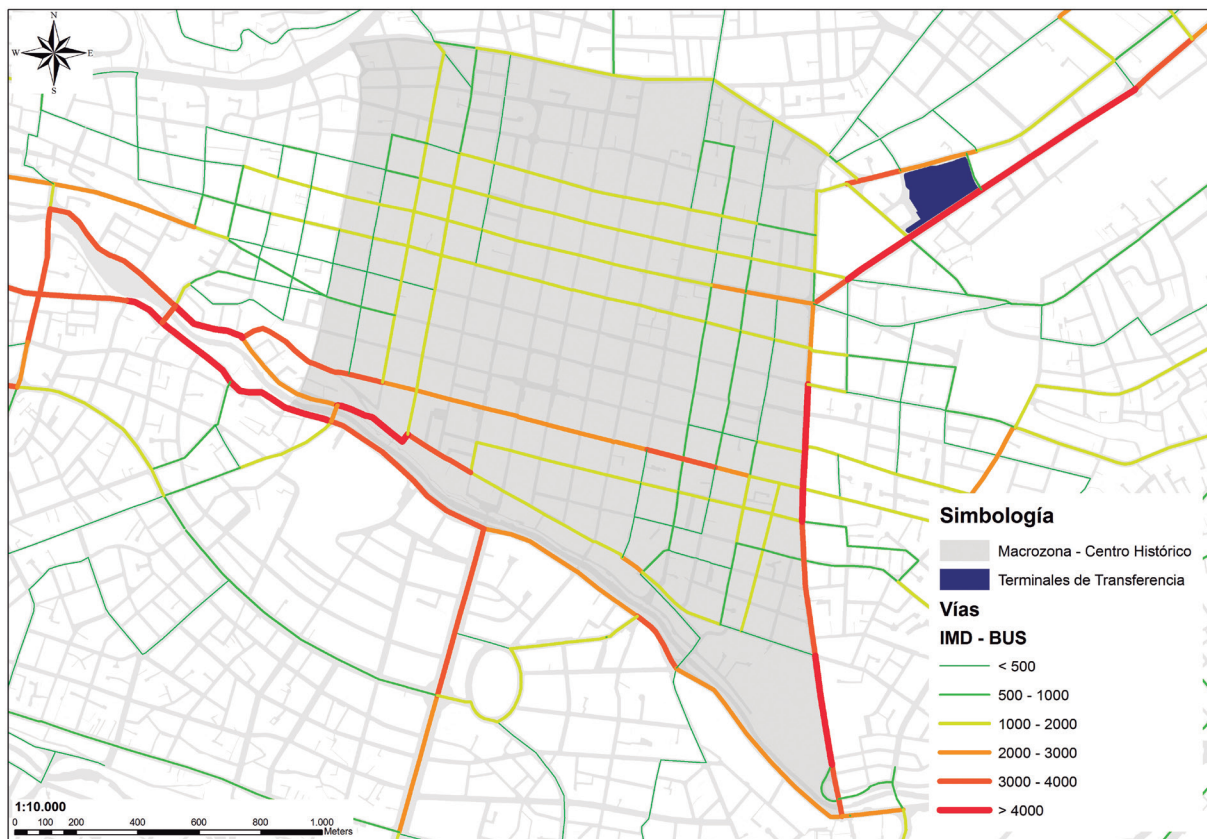 N
W
E
S
Simbología
Macrozona - Centro Histórico
Terminales de Transferencia
Vías
IMD - BUS
< 500
500 - 1000
1000 - 2000
2000 - 3000
3000 - 4000
> 4000
1:10.000
0 100 200 400 600 800 1.000
Meters